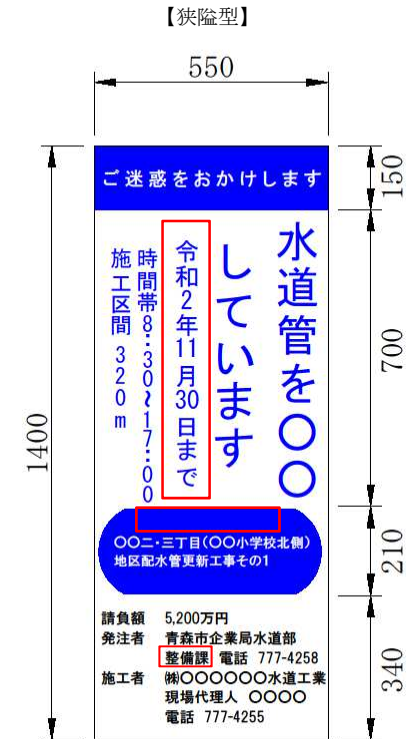 【狭隘型】
550
ご迷惑をおかけします
150
水道管を〇〇
しています
令和2年11月30日まで
時間帯8:30~17:00
施工区間 320m
700
1400
〇〇二・三丁目(〇〇小学校北側)
地区配水管更新工事その1
210
請負額 5,200万円
発注者 青森市企業局水道部
整備課 電話 777-4258
施工者 ㈱〇〇〇〇〇〇水道工業
現場代理人 〇〇〇〇
電話 777-4255
340